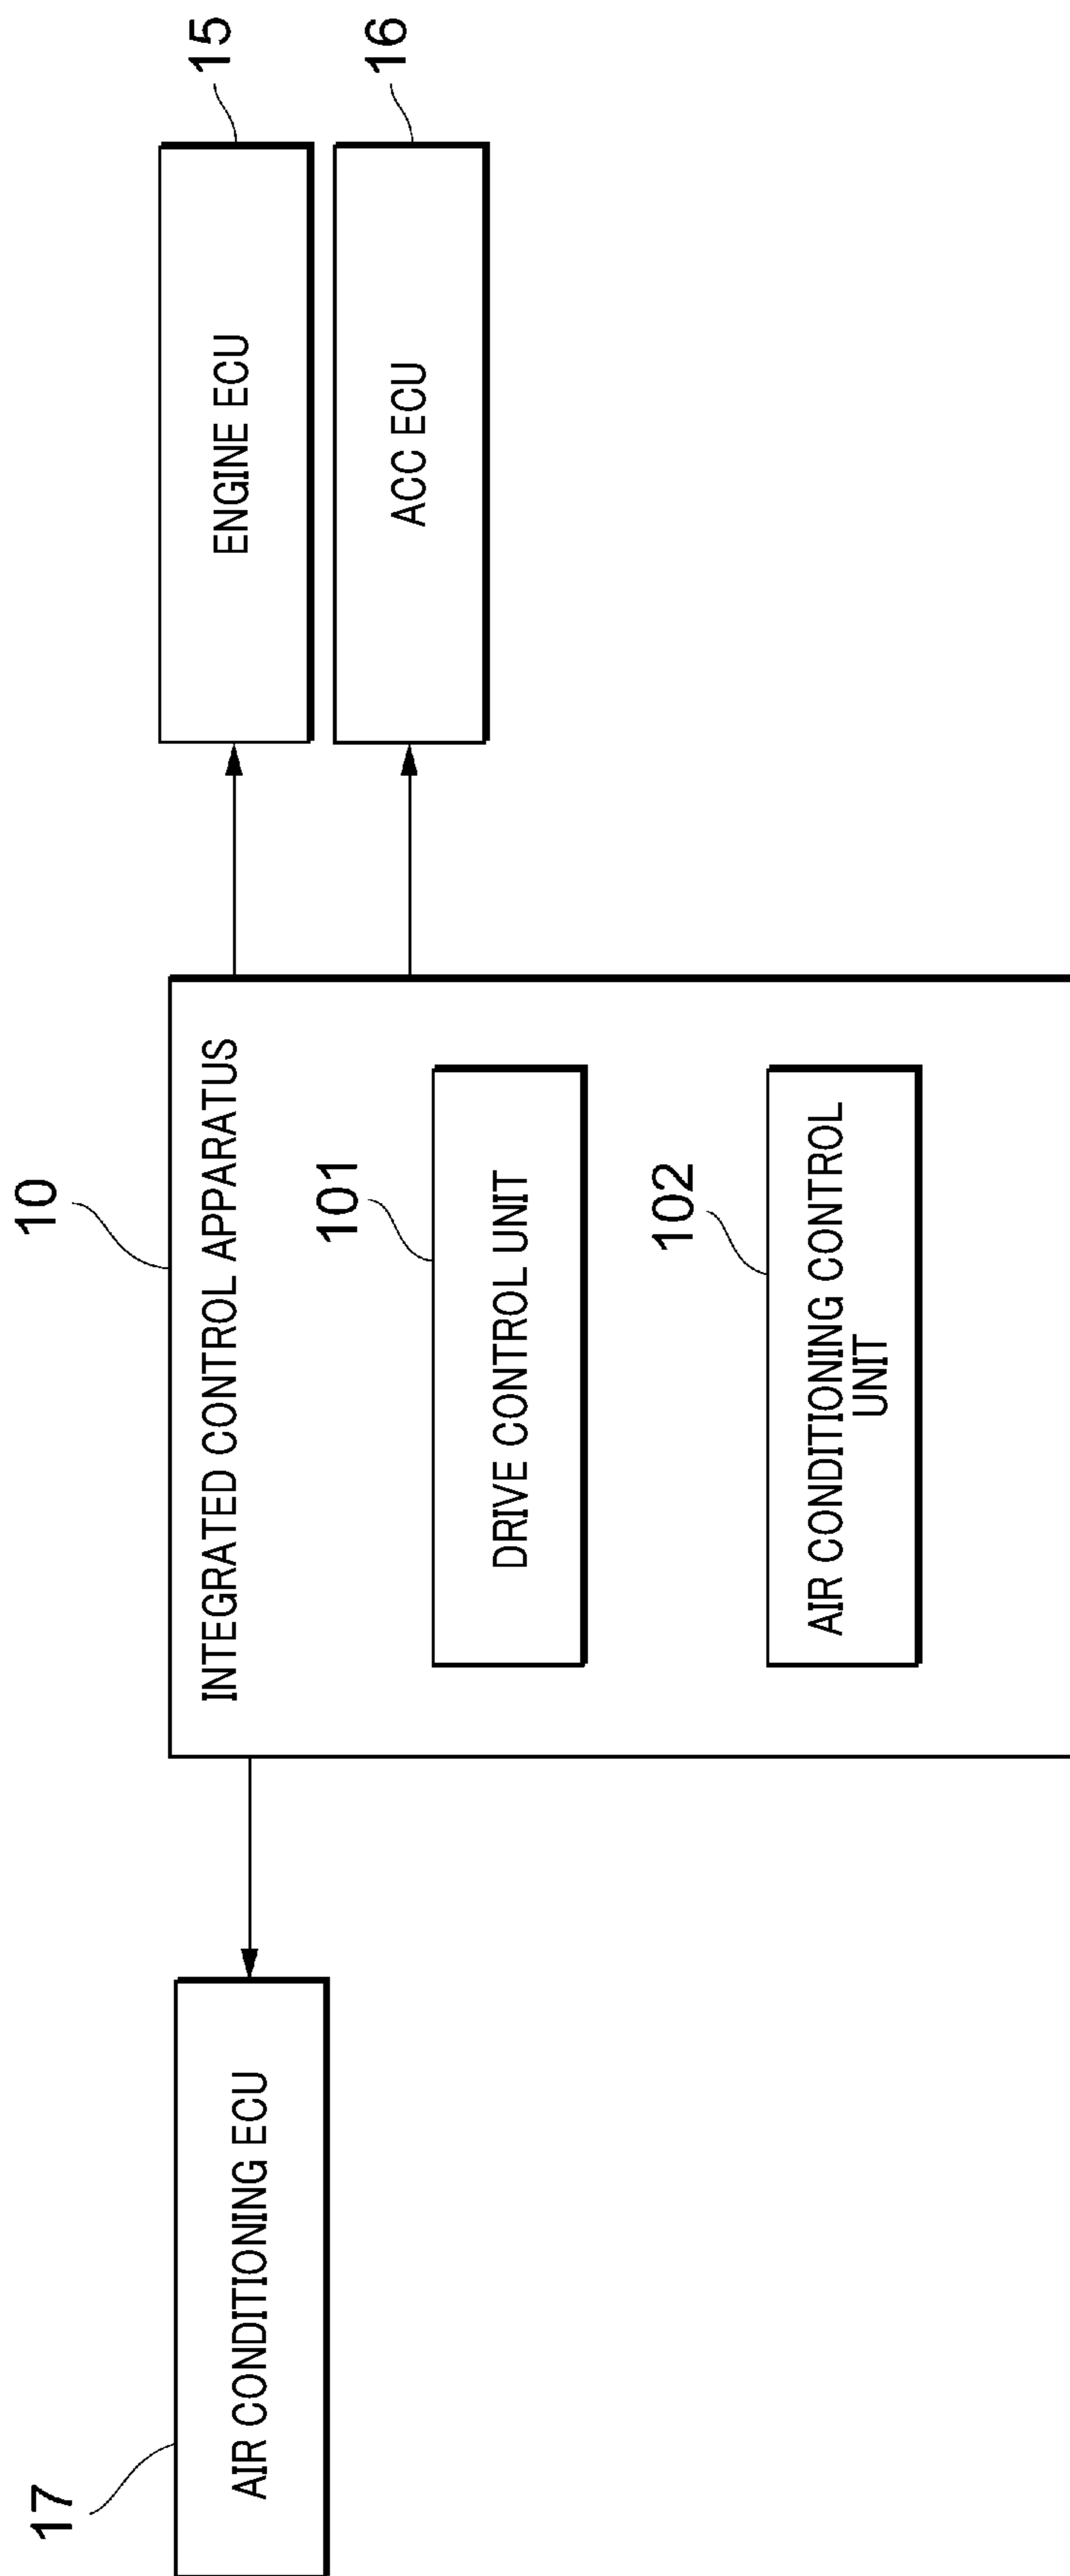 10
INTEGRATED CONTROL APPARATUS
101
DRIVE CONTROL UNIT
102
AIR CONDITIONING CONTROL
UNIT
17
AIR CONDITIONING ECU
15
ENGINE ECU
16
ACC ECU